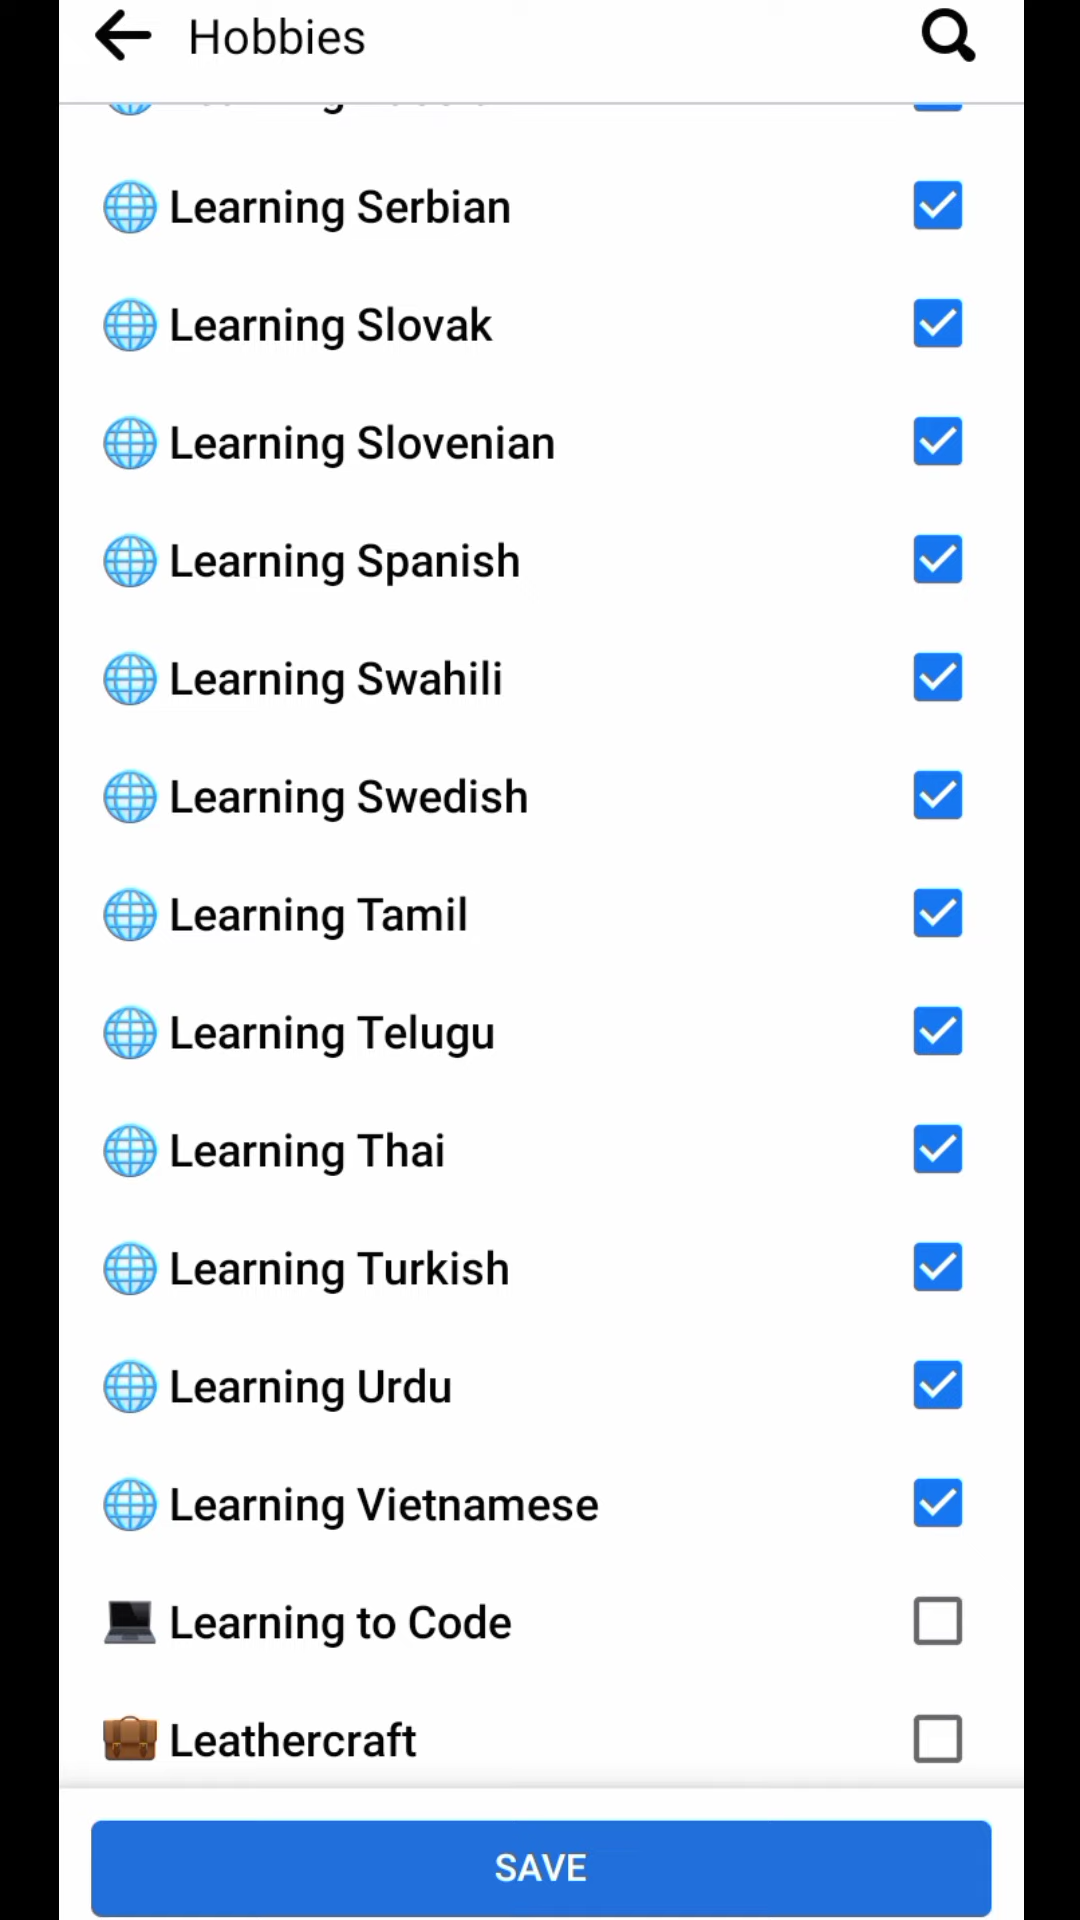 Hobbies
Learning Serbian
Learning Slovak
Learning Slovenian
Learning Spanish
Learning Swahili
Learning Swedish
Learning Tamil
Learning Telugu
Learning Thai
Learning Turkish
Learning Urdu
Learning Vietnamese
Learning to Code
Leathercraft
SAVE